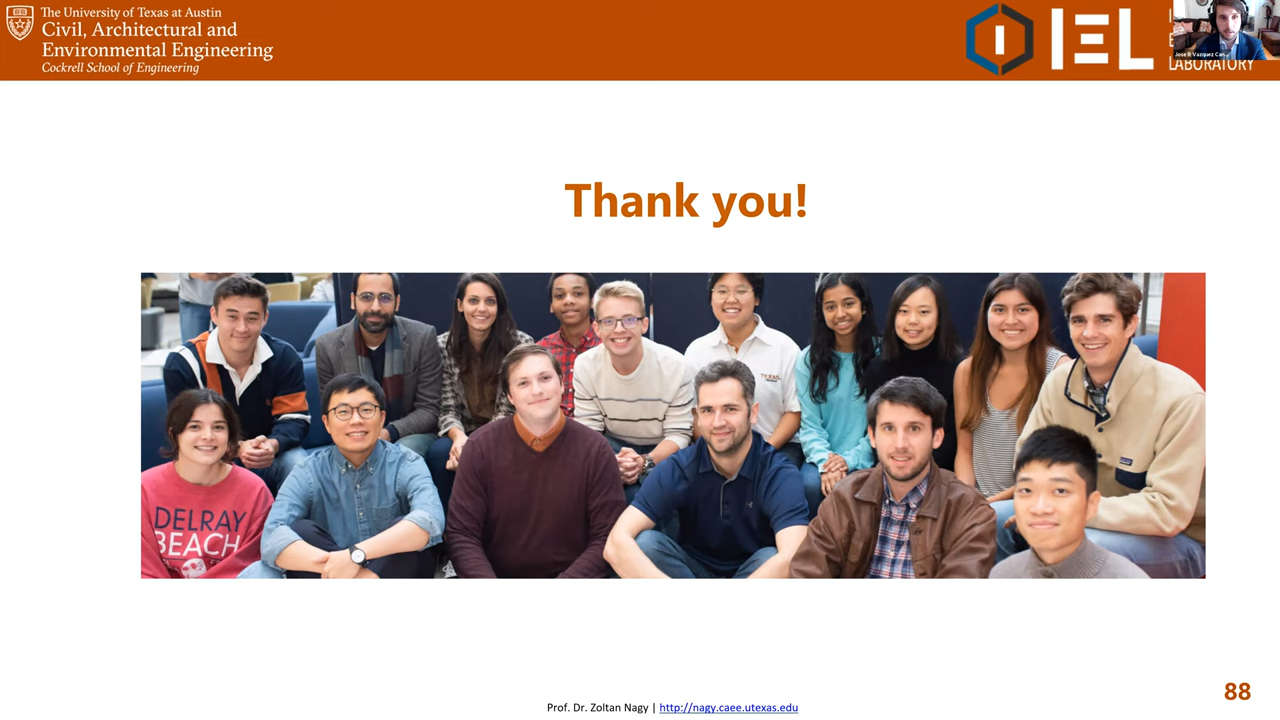 The University of Texas at Austin
Civil, Architectural and
Environmental Engineering
Cockrell School of Engineering
IEL
LABORATORY
Jose R Vazquez Can...
Thank you!
TEXAS
DELRAY
BEACH
Prof. Dr. Zoltan Nagy | http://nagy.caee.utexas.edu
88